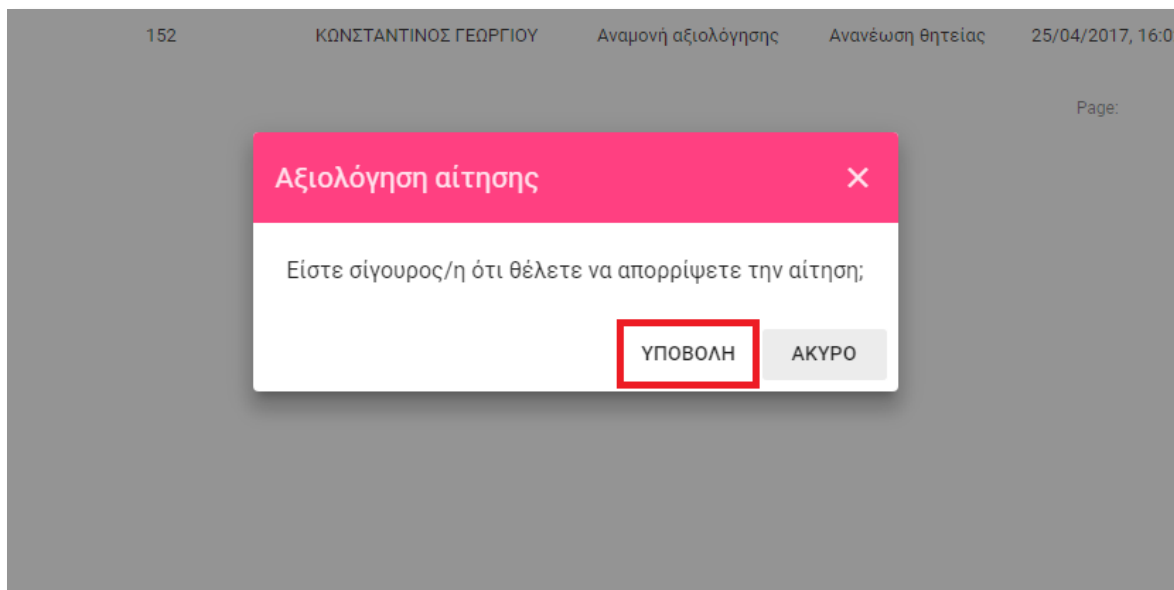 152 ΚΩΝΣΤΑΝΤΙΝΟΣ ΓΕΩΡΓΙΟΥ Αναμονή αξιολόγησης Ανανέωση θητείας 25/04/2017, 16:0
Page:
Αξιολόγηση αίτησης
Είστε σίγουρος/η ότι θέλετε να απορρίψετε την αίτηση;
ΥΠΟΒΟΛΗ ΑΚΥΡΟ